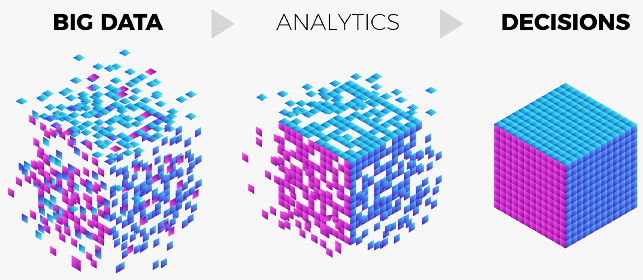 BIG DATA
ANALYTICS
DECISIONS